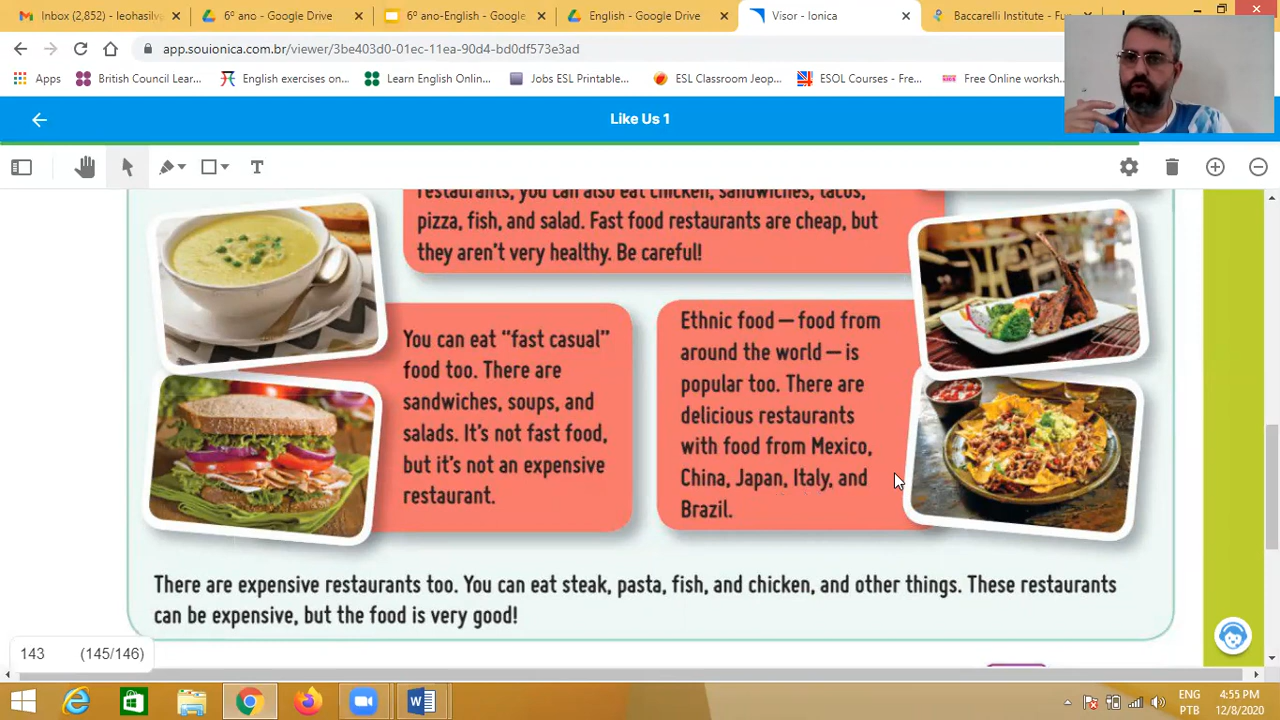 Inbox (2,852) - leohasilv
6º ano - Google Drive
6º ano-English - Google
English - Google Drive
Visor - Ionica
Baccarelli Institute - Fu
app.souionica.com.br/viewer/3be403d0-01ec-11ea-90d4-bd0df573e3ad
Apps
British Council Lear...
English exercises on...
Learn English Onlin...
Jobs ESL Printable...
ESL Classroom Jeop...
ESOL Courses - Fre...
Free Online worksh...
Like Us 1
T
restaurants, you can also eat chicken, sandwiches, tacos,
pizza, fish, and salad. Fast food restaurants are cheap, but
they aren't very healthy. Be careful!
You can eat "fast casual"
food too. There are
sandwiches, soups, and
salads. It's not fast food,
but it's not an expensive
restaurant.
Ethnic food — food from
around the world — is
popular too. There are
delicious restaurants
with food from Mexico,
China, Japan, Italy, and
Brazil.
There are expensive restaurants too. You can eat steak, pasta, fish, and chicken, and other things. These restaurants
can be expensive, but the food is very good!
143 (145/146)
ENG
PTB
4:55 PM
12/8/2020